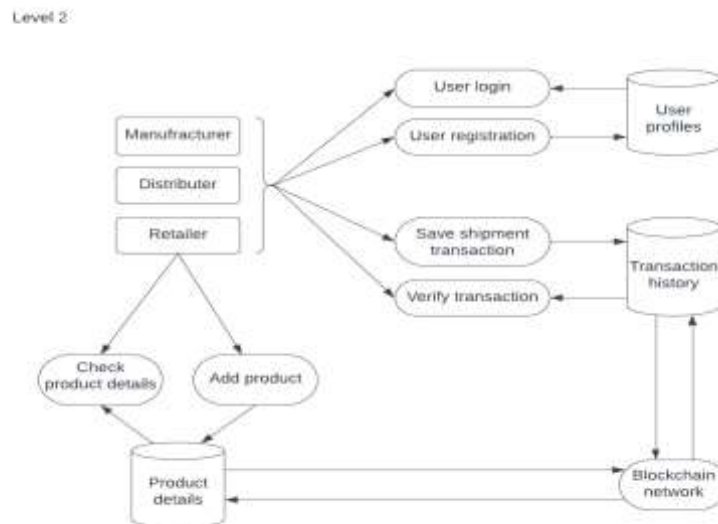 Level 2
User login
User
profiles
Manufracturer
User registration
Distributer
Retailer
Save shipment
transaction
Transaction
history
Verify transaction
Check
product details
Add product
Product
details
Blockchain
network